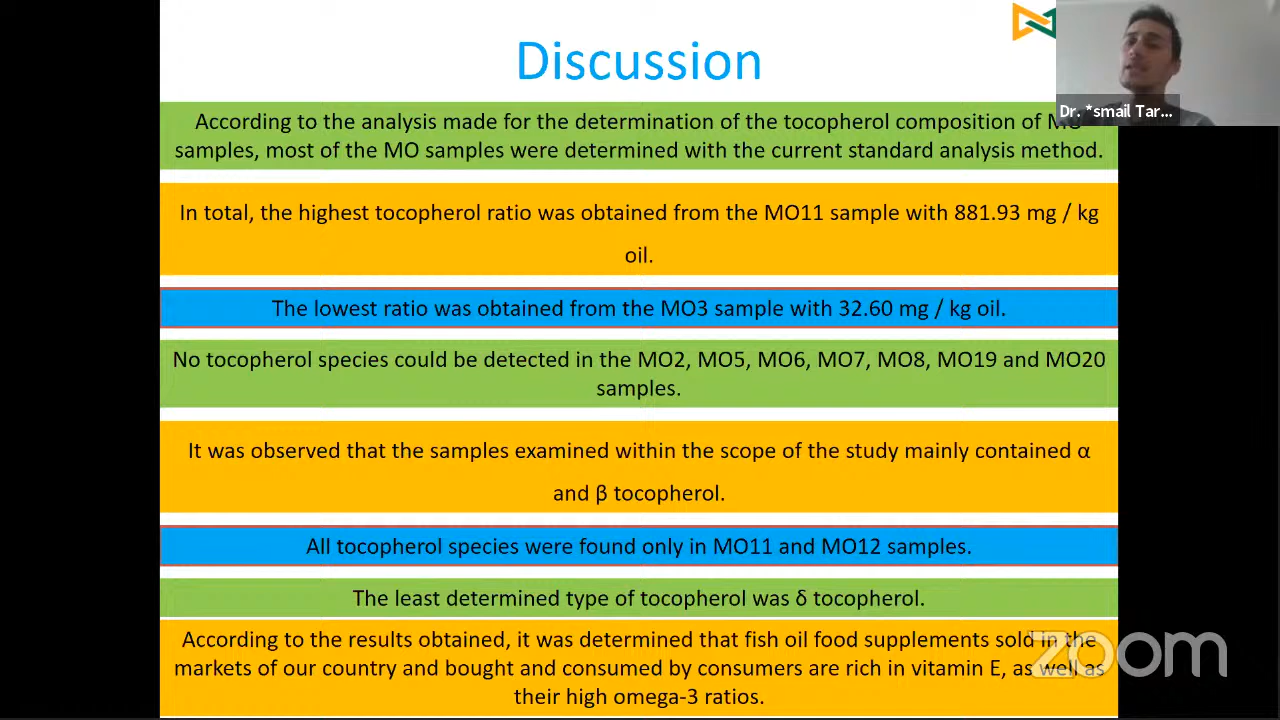 Discussion
Dr. *smail Tar...
According to the analysis made for the determination of the tocopherol composition of MO
samples, most of the MO samples were determined with the current standard analysis method.
In total, the highest tocopherol ratio was obtained from the MO11 sample with 881.93 mg / kg
oil.
The lowest ratio was obtained from the MO3 sample with 32.60 mg / kg oil.
No tocopherol species could be detected in the MO2, MO5, MO6, MO7, MO8, MO19 and MO20
samples.
It was observed that the samples examined within the scope of the study mainly contained α
and β tocopherol.
All tocopherol species were found only in MO11 and MO12 samples.
The least determined type of tocopherol was δ tocopherol.
According to the results obtained, it was determined that fish oil food supplements sold in the
markets of our country and bought and consumed by consumers are rich in vitamin E, as well as
their high omega-3 ratios.
zoom